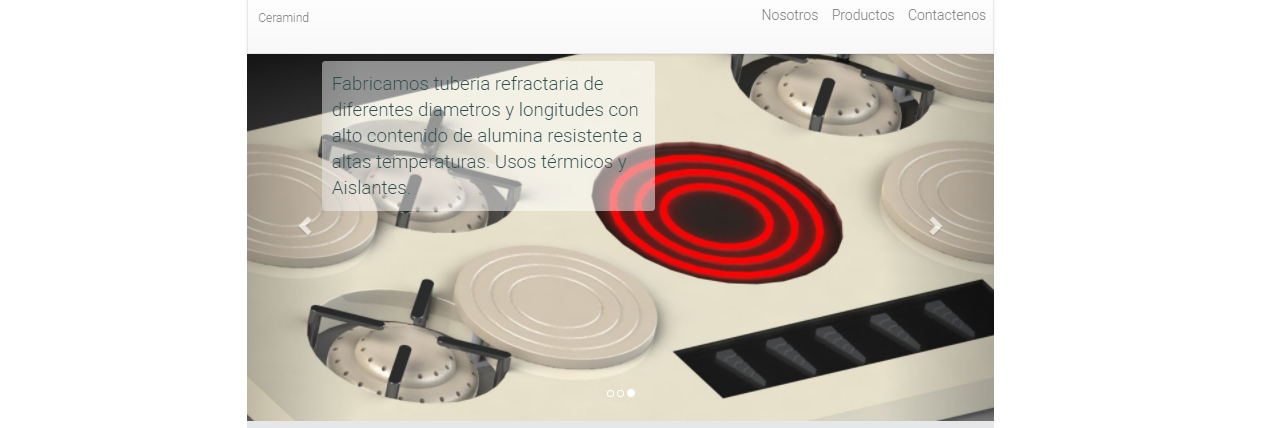 Ceramind
Nosotros Productos Contactenos
Fabricamos tuberia refractaria de
diferentes diametros y longitudes con
alto contenido de alumina resistente a
altas temperaturas. Usos térmicos y
Aislantes.